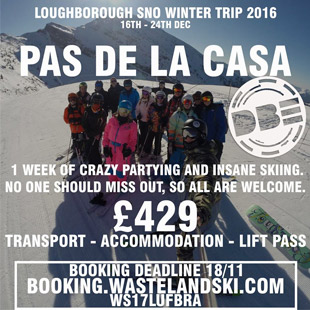 LOUGHBOROUGH SNO WINTER TRIP 2016
16TH - 24TH DEC
PAS DE LA CASA
1 WEEK OF CRAZY PARTYING AND INSANE SKIING.
NO ONE SHOULD MISS OUT, SO ALL ARE WELCOME.
£429
TRANSPORT - ACCOMMODATION - LIFT PASS
BOOKING DEADLINE 18/11
BOOKING.WASTELANDSKI.COM
WS17LUFBRA